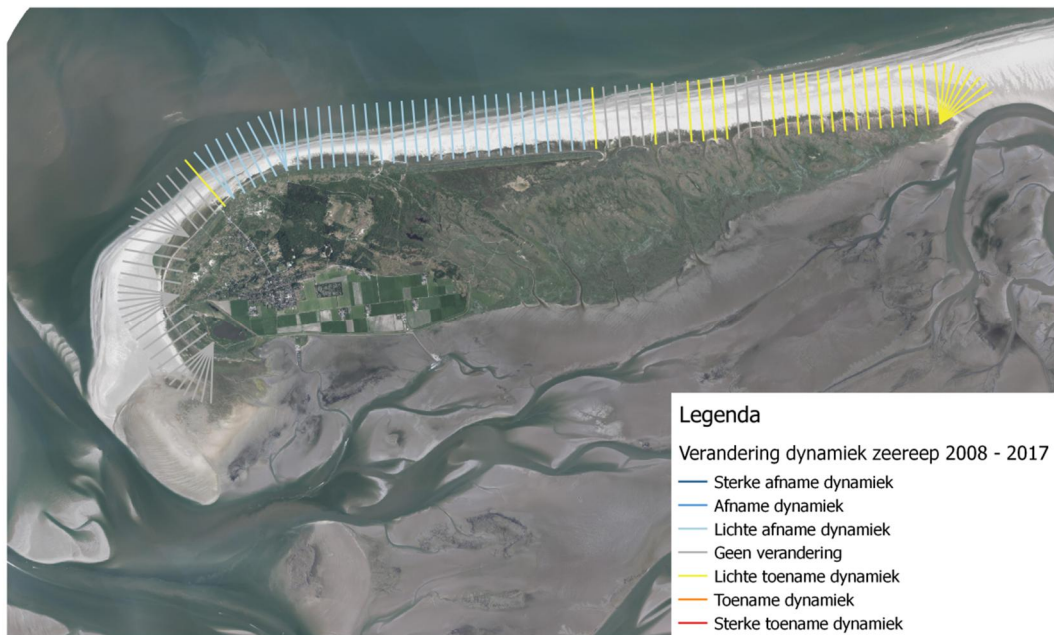 Legenda
Verandering dynamiek zeereep 2008 - 2017
Sterke afname dynamiek
Afname dynamiek
Lichte afname dynamiek
Geen verandering
Lichte toename dynamiek
Toename dynamiek
Sterke toename dynamiek